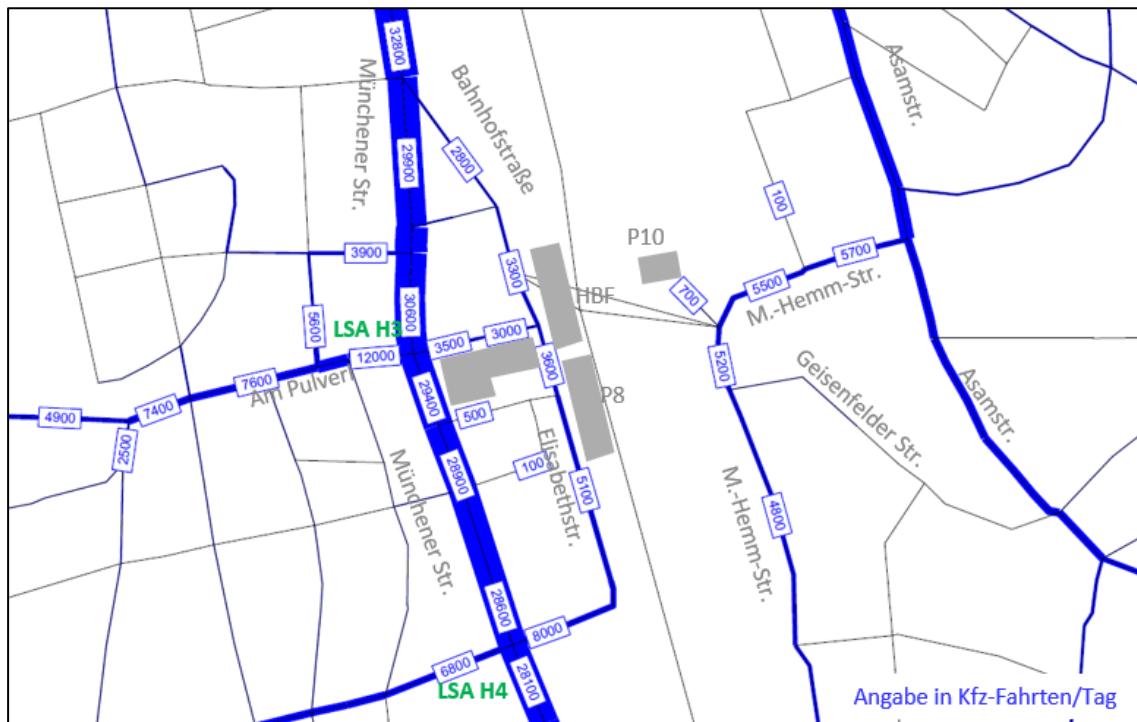 32800
Münchener Str.
Bahnhofstraße
Asamstr.
29900
2800
100
P10
3900
3300
HBF
700
5500
5700
M.-Hemm-Str.
30600
5600
LSA H3
12000
3500
3000
3600
5200
P8
7600
Am Pulverl
7400
4900
2500
29400
500
Geisenfelder Str.
Asamstr.
28900
100
Elisabethstr.
5100
Münchener Str.
M.-Hemm-Str.
4800
28600
8000
6800
LSA H4
28100
Angabe in Kfz-Fahrten/Tag